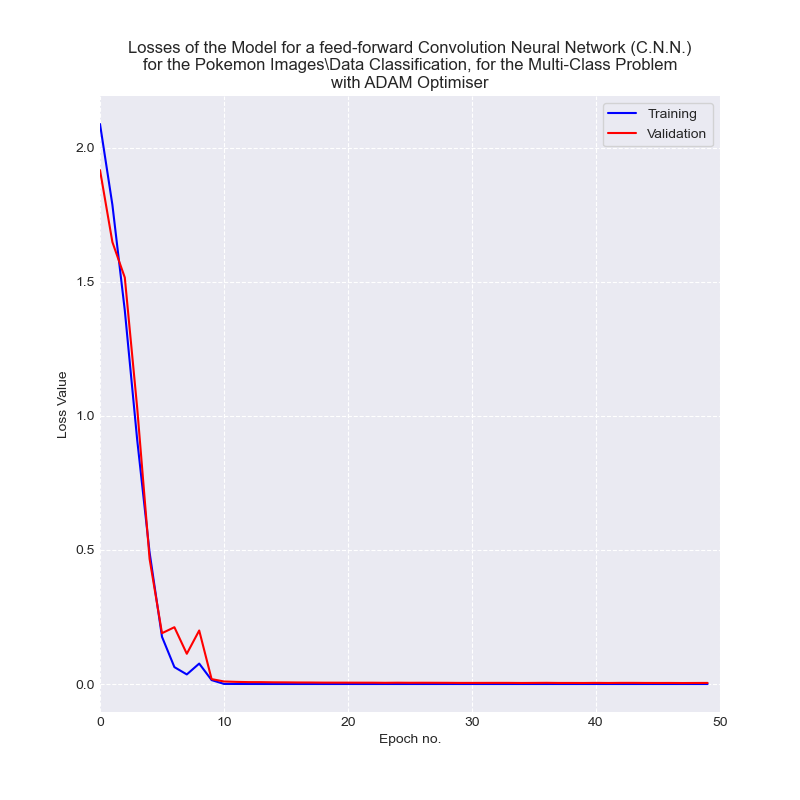 Losses of the Model for a feed-forward Convolution Neural Network (C.N.N.)
for the Pokemon Images\Data Classification, for the Multi-Class Problem
with ADAM Optimiser
Training
Validation
2.0
1.5
1.0
0.5
0.0
Loss Value
0 10 20 30 40 50
Epoch no.